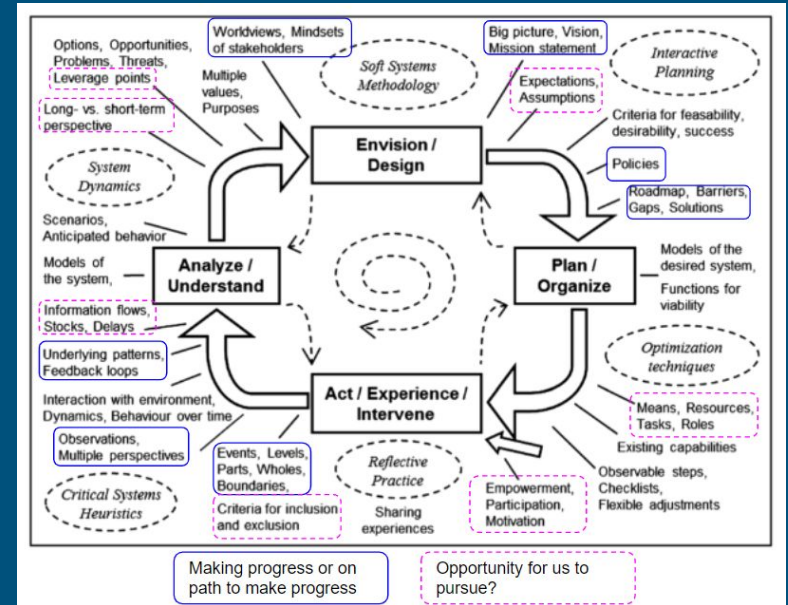 Options, Opportunities,
Problems, Threats,
Leverage points
Long- vs. short-term
perspective
Worldviews, Mindsets
of stakeholders
Multiple
values,
Purposes
Soft Systems
Methodology
Big picture, Vision,
Mission statement
Expectations,
Assumptions
Interactive
Planning
Criteria for feasability,
desirability, success
Policies
Roadmap, Barriers,
Gaps, Solutions
Envision /
Design
System
Dynamics
Scenarios,
Anticipated behavior
Models of
the system,
Analyze /
Understand
Plan /
Organize
Models of the
desired system,
Functions for
viability
Information flows,
Stocks, Delays
Underlying patterns,
Feedback loops
Interaction with environment,
Dynamics, Behaviour over time
Observations,
Multiple perspectives
Critical Systems
Heuristics
Events, Levels,
Parts, Wholes,
Boundaries,
Criteria for inclusion
and exclusion
Act / Experience /
Intervene
Reflective
Practice
Sharing
experiences
Optimization
techniques
Means, Resources,
Tasks, Roles
Existing capabilities
Observable steps,
Checklists,
Flexible adjustments
Empowerment,
Participation,
Motivation
Making progress or on
path to make progress
Opportunity for us to
pursue?